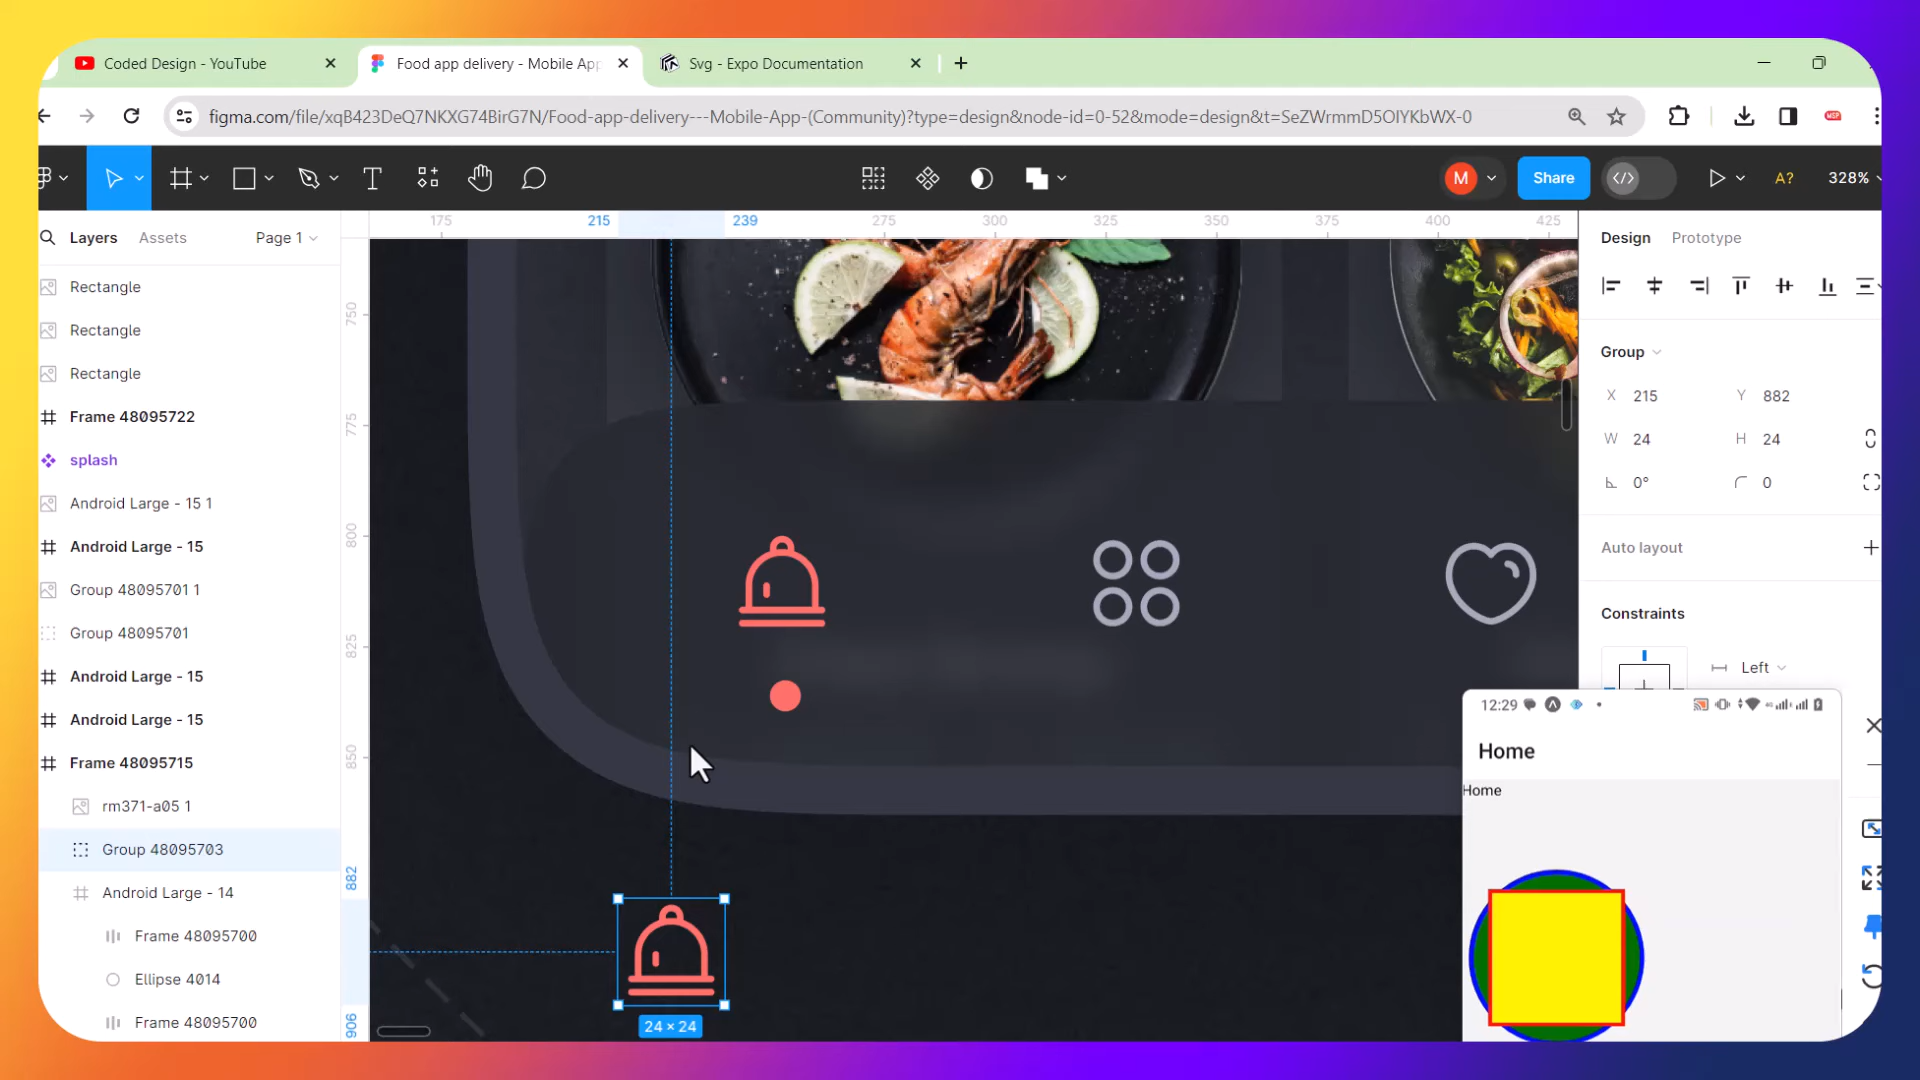 Coded Design - YouTube
Food app delivery - Mobile App
Svg - Expo Documentation
figma.com/file/xqB423DeQ7NKXG74BirG7N/Food-app-delivery---Mobile-App-(Community)?type=design&node-id=0-52&mode=design&t=SeZWrmmD5OIYKbWX-0
M
Share
A?
328%
Layers
Assets
Page 1
175
215
239
275
300
325
350
375
400
425
Design
Prototype
Rectangle
Rectangle
Rectangle
Frame 48095722
splash
Android Large - 15 1
Android Large - 15
Group 48095701 1
Group 48095701
Android Large - 15
Android Large - 15
Frame 48095715
rm371-a05 1
Group 48095703
Android Large - 14
Frame 48095700
Ellipse 4014
Frame 48095700
750
775
800
825
850
882
906
24 × 24
Group
X 215
Y 882
W 24
H 24
0°
0
Auto layout
Constraints
Left
12:29
Home
Home